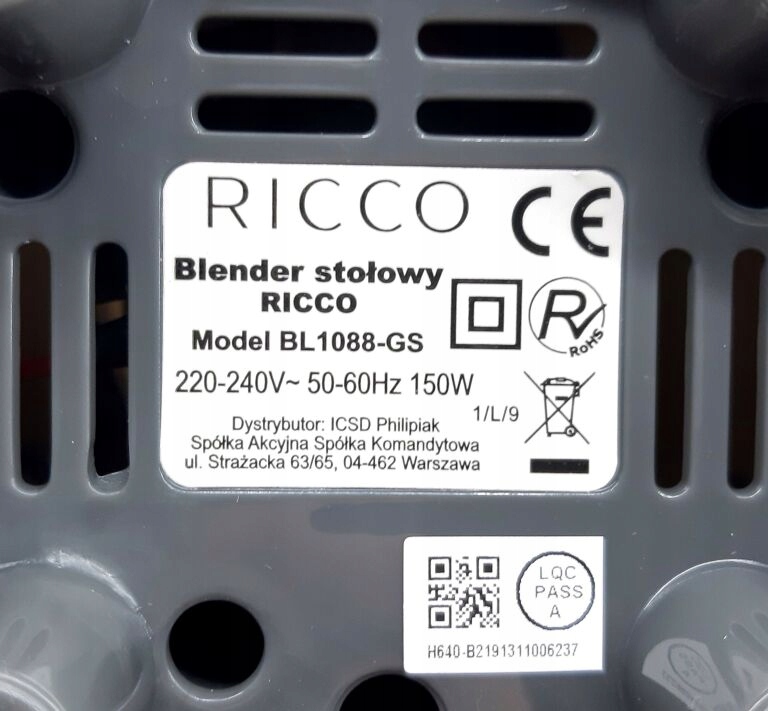 RICCO
CE
Blender stołowy
RICCO
Model BL1088-GS
R
RoHS
220-240V~ 50-60Hz 150W
1/L/9
Dystrybutor: ICSD Philipiak
Spółka Akcyjna Spółka Komandytowa
ul. Strażacka 63/65, 04-462 Warszawa
LQC
PASS
A
H640-B2191311006237